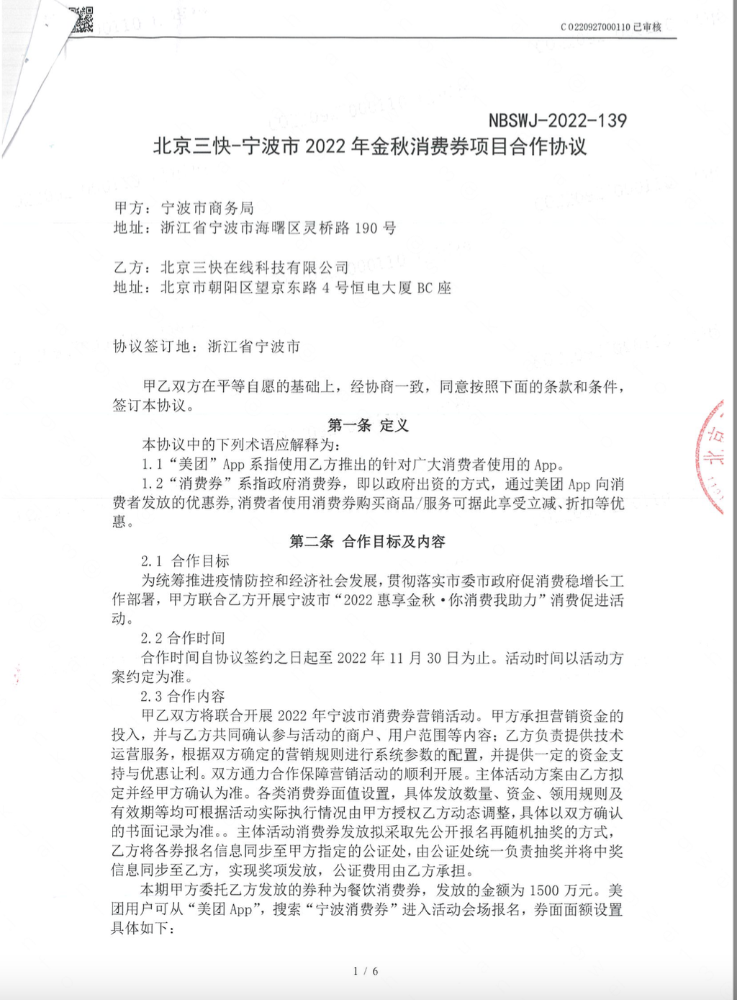 CO220927000110已审核
NBSWJ-2022-139
北京三快-宁波市 2022 年金秋消费券项目合作协议
甲方：宁波市商务局
地址：浙江省宁波市海曙区灵桥路 190 号
乙方：北京三快在线科技有限公司
地址：北京市朝阳区望京东路 4 号恒电大厦 BC 座
协议签订地：浙江省宁波市
甲乙双方在平等自愿的基础上，经协商一致，同意按照下面的条款和条件，
签订本协议。
第一条 定义
本协议中的下列术语应解释为：
1.1“美团”App 系指使用乙方推出的针对广大消费者使用的 App。
1.2“消费券”系指政府消费券，即以政府出资的方式，通过美团 App 向消
费者发放的优惠券,消费者使用消费券购买商品/服务可据此享受立减、折扣等优
惠。
第二条 合作目标及内容
2.1 合作目标
为统筹推进疫情防控和经济社会发展，贯彻落实市委市政府促消费稳增长工
作部署，甲方联合乙方开展宁波市“2022 惠享金秋·你消费我助力”消费促进活
动。
2.2 合作时间
合作时间自协议签约之日起至 2022 年 11 月 30 日为止。活动时间以活动方
案约定为准。
2.3 合作内容
甲乙双方将联合开展 2022 年宁波市消费券营销活动。甲方承担营销资金的
投入，并与乙方共同确认参与活动的商户、用户范围等内容；乙方负责提供技术
运营服务，根据双方确定的营销规则进行系统参数的配置，并提供一定的资金支
持与优惠让利。双方通力合作保障营销活动的顺利开展。主体活动方案由乙方拟
定并经甲方确认为准。各类消费券面值设置，具体发放数量、资金、领用规则及
有效期等均可根据活动实际执行情况由甲方授权乙方动态调整，具体以双方确认
的书面记录为准。。主体活动消费券发放拟采取先公开报名再随机抽奖的方式，
乙方将各券报名信息同步至甲方指定的公证处，由公证处统一负责抽奖并将中奖
信息同步至乙方，实现奖项发放，公证费用由乙方承担。
本期甲方委托乙方发放的券种为餐饮消费券，发放的金额为 1500 万元。美
团用户可从“美团 App”，搜索“宁波消费券”进入活动会场报名，券面面额设置
具体如下：
北京
1 / 6